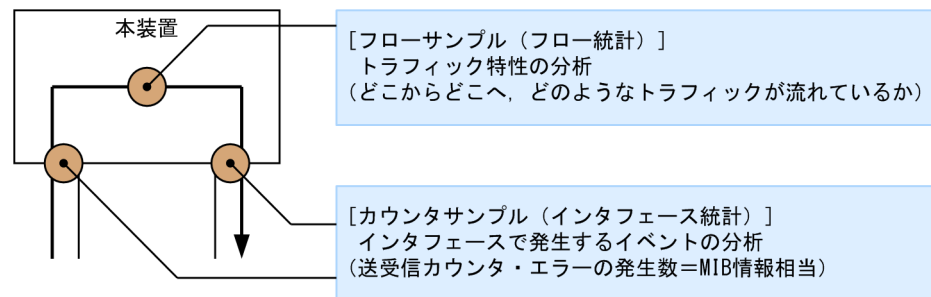 本装置
[フローサンプル（フロー統計）]
トラフィック特性の分析
(どこからどこへ，どのようなトラフィックが流れているか)
[カウンタサンプル（インタフェース統計）]
インタフェースで発生するイベントの分析
(送受信カウンタ・エラーの発生数＝MIB情報相当)